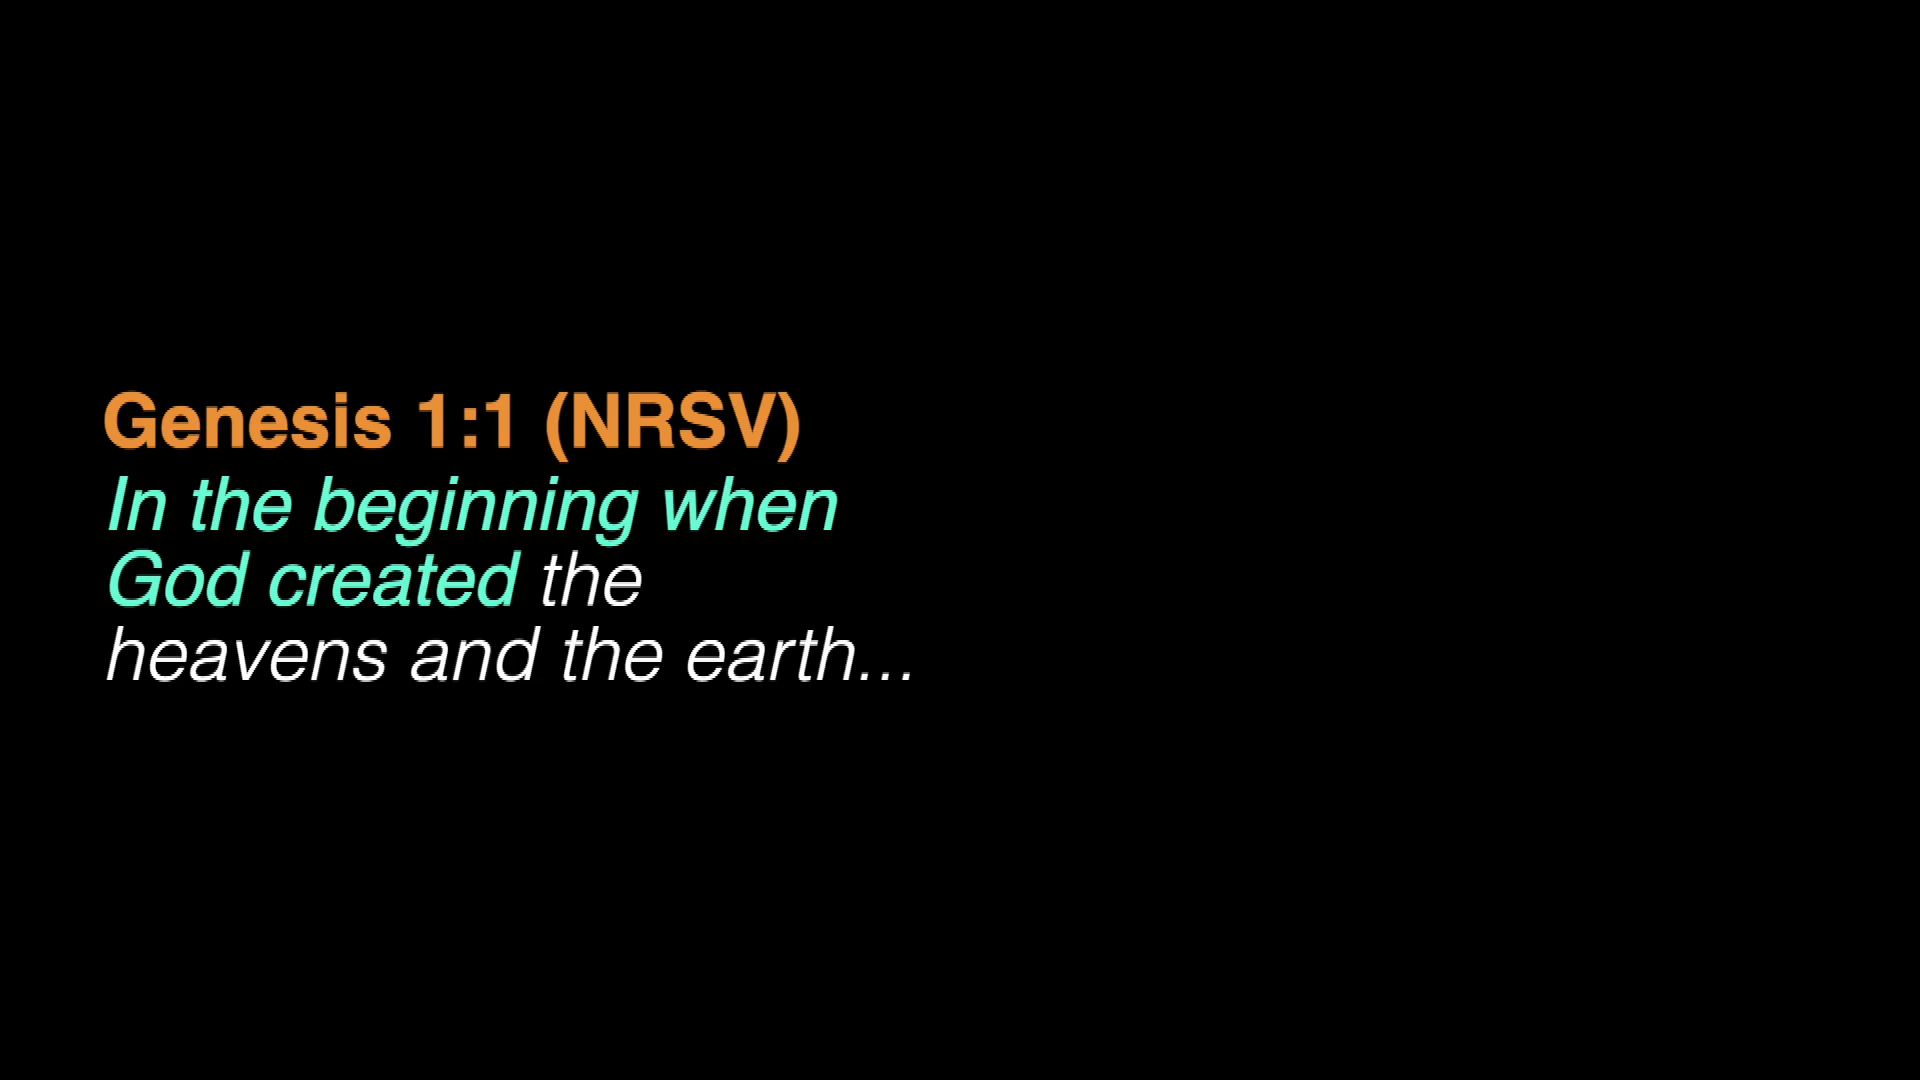 Genesis 1:1 (NRSV)
In the beginning when
God created the
heavens and the earth...